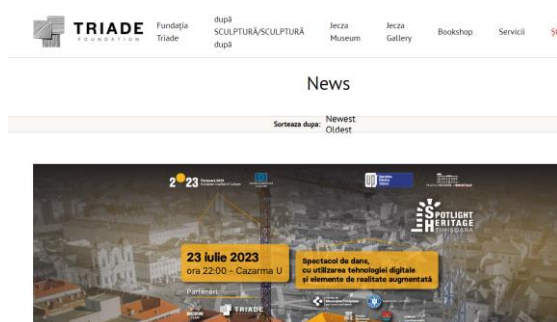 TRIADE
FOUNDATION
Fundația
Triade
după
SCULPTURĂ/SCULPTURĂ
după
Jecza
Museum
Jecza
Gallery
Bookshop
Servicii
News
Sorteaza dupa:
Newest
Oldest
2023
SPOTLIGHT
HERITAGE
TIMISOARA
23 iulie 2023
ora 22:00 - Cazarma U
Spectacol de dans,
cu utilizarea tehnologiei digitale
și elemente de realitate augmentată
Parteneri
TRIADE